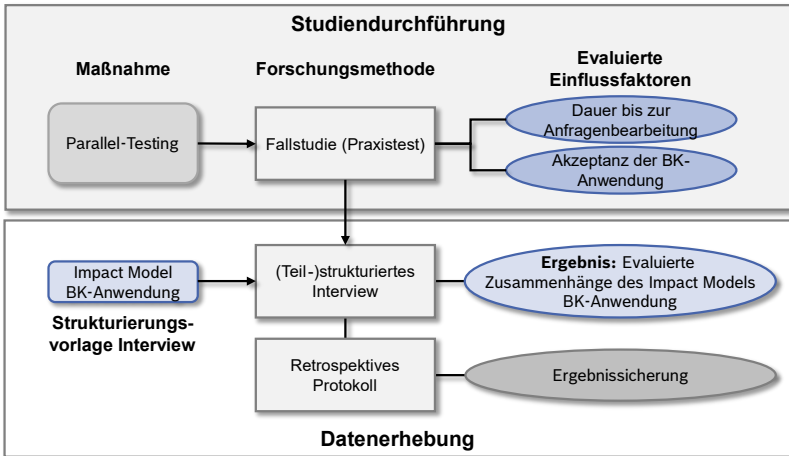 Studiendurchführung
Maßnahme
Forschungsmethode
Evaluierte
Einflussfaktoren
Parallel-Testing
Fallstudie (Praxistest)
Dauer bis zur
Anfragenbearbeitung
Akzeptanz der BK-
Anwendung
Impact Model
BK-Anwendung
Strukturierungs-
vorlage Interview
(Teil-)strukturiertes
Interview
Ergebnis: Evaluierte
Zusammenhänge des Impact Models
BK-Anwendung
Retrospektives
Protokoll
Ergebnissicherung
Datenerhebung